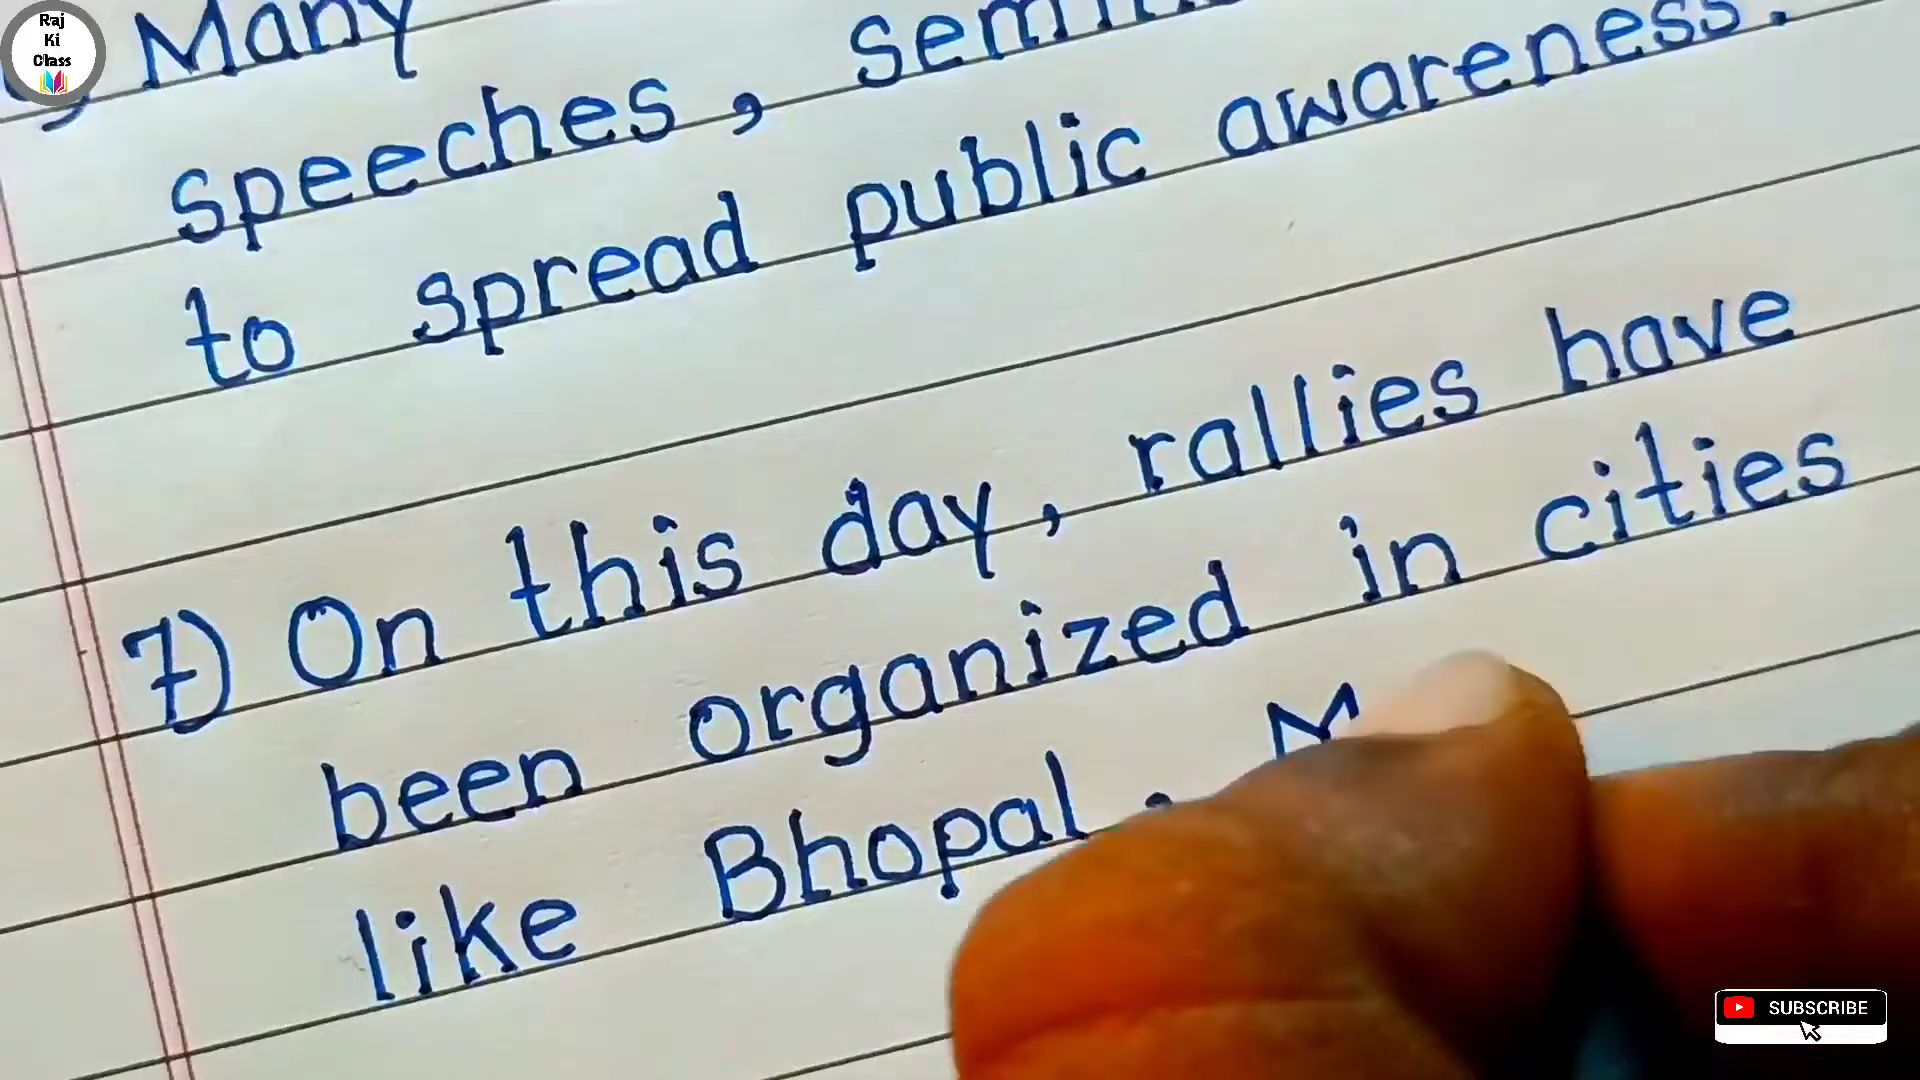 Raj
Ki
Class
Many
speeches,
to spread public awareness.
7) On this day, rallies have
been organized in cities
like Bhopal.
SUBSCRIBE